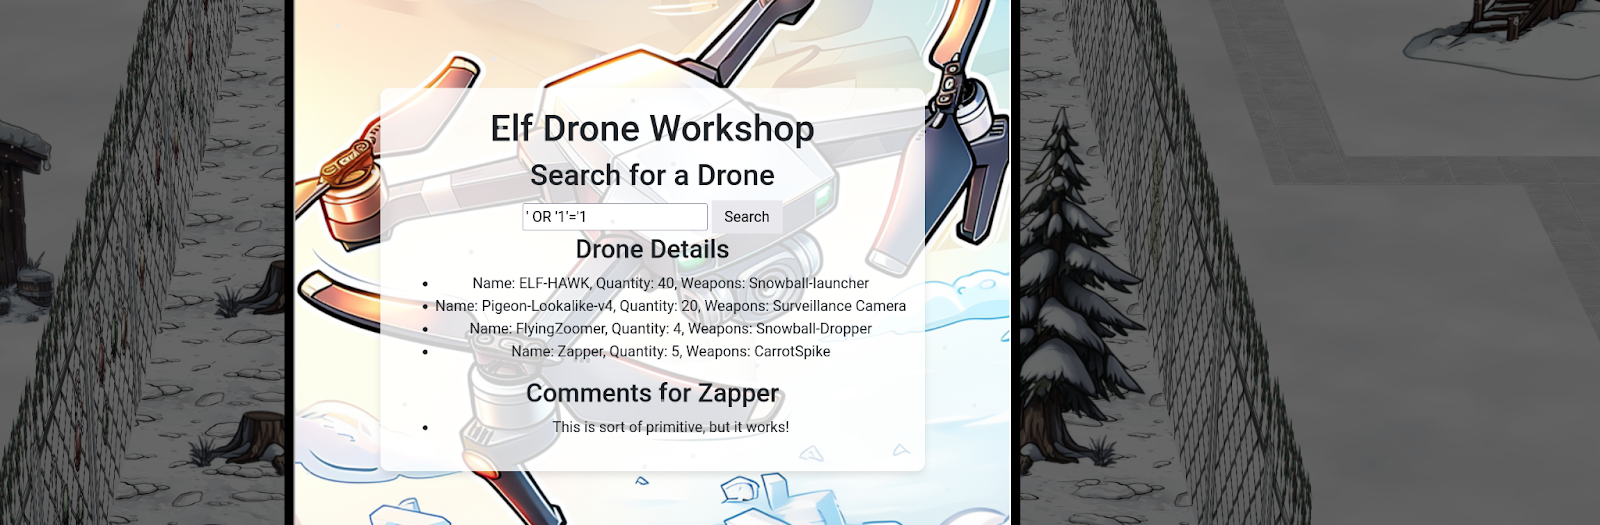 Elf Drone Workshop
Search for a Drone
' OR '1'='1
Search
Drone Details
Name: ELF-HAWK, Quantity: 40, Weapons: Snowball-launcher
Name: Pigeon-Lookalike-v4, Quantity: 20, Weapons: Surveillance Camera
Name: FlyingZoomer, Quantity: 4, Weapons: Snowball-Dropper
Name: Zapper, Quantity: 5, Weapons: CarrotSpike
Comments for Zapper
This is sort of primitive, but it works!